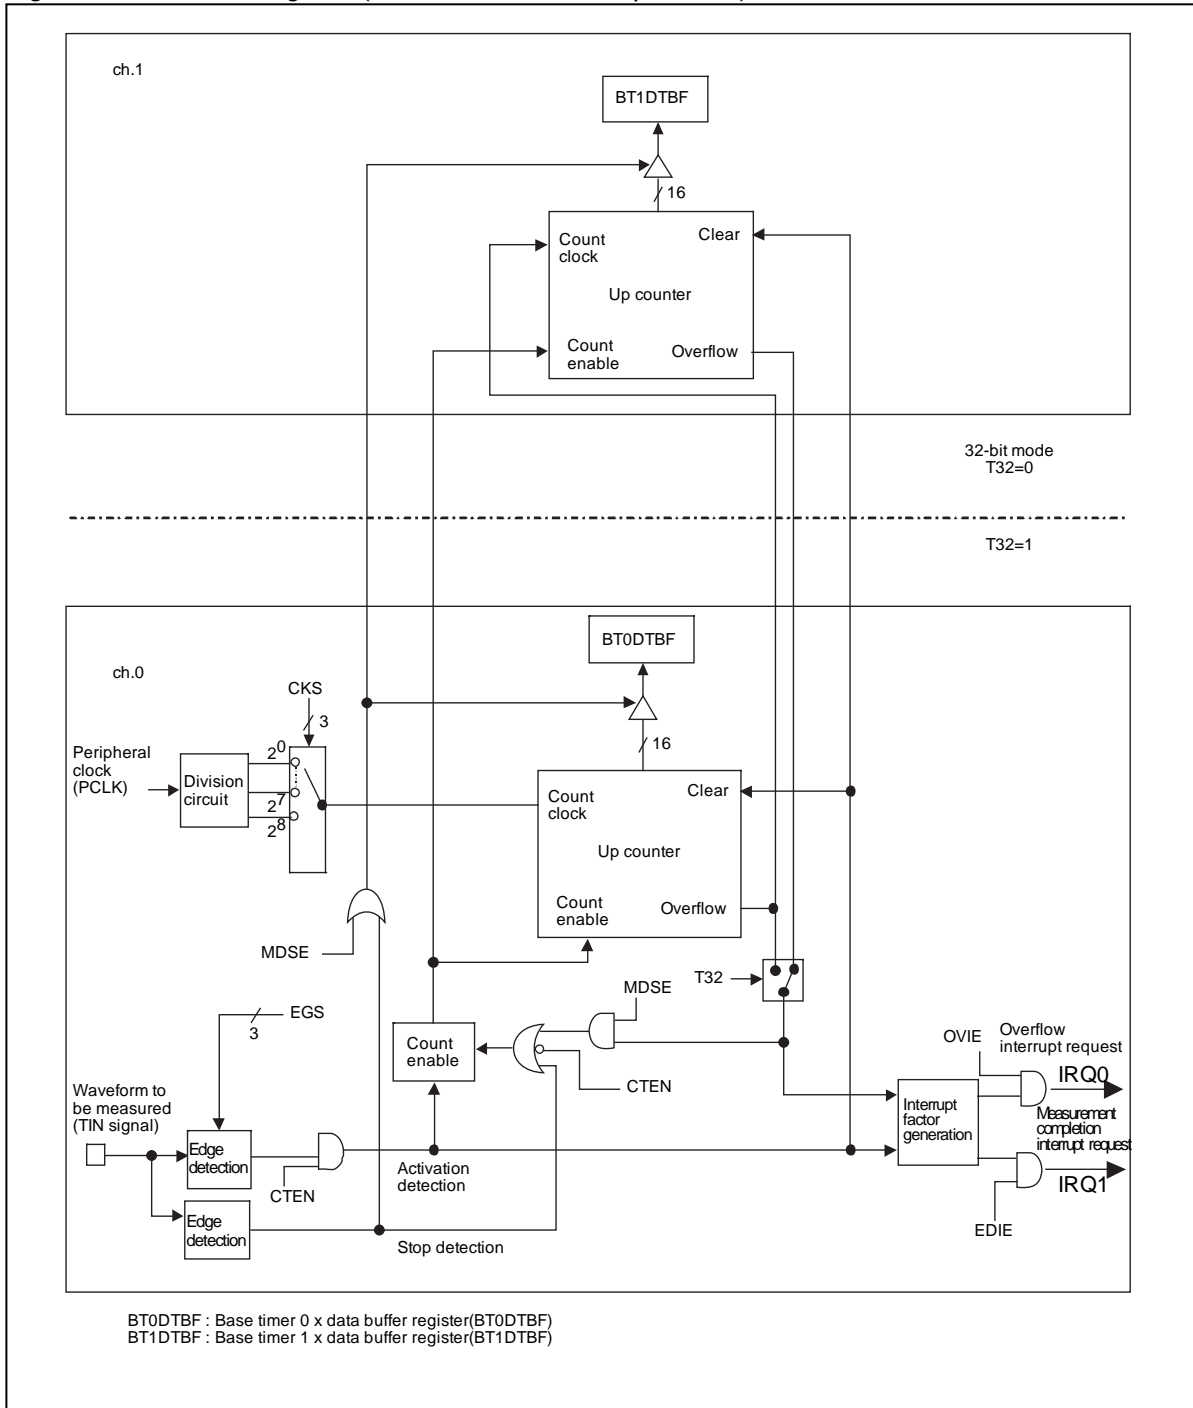 ch.1
BT1DTBF
16
Count
clock
Clear
Up counter
Count
enable
Overflow
32-bit mode
T32=0
T32=1
ch.0
BT0DTBF
CKS
3
16
Peripheral
clock
(PCLK)
Division
circuit
2^0
2^7
2^8
Count
clock
Clear
Up counter
Count
enable
Overflow
MDSE
T32
MDSE
EGS
3
Count
enable
CTEN
OVIE
Overflow
interrupt request
IRQ0
Waveform to
be measured
(TIN signal)
Interrupt
factor
generation
Measurement
completion
interrupt request
IRQ1
Edge
detection
CTEN
Activation
detection
Edge
detection
Stop detection
EDIE
BT0DTBF : Base timer 0 x data buffer register(BT0DTBF)
BT1DTBF : Base timer 1 x data buffer register(BT1DTBF)